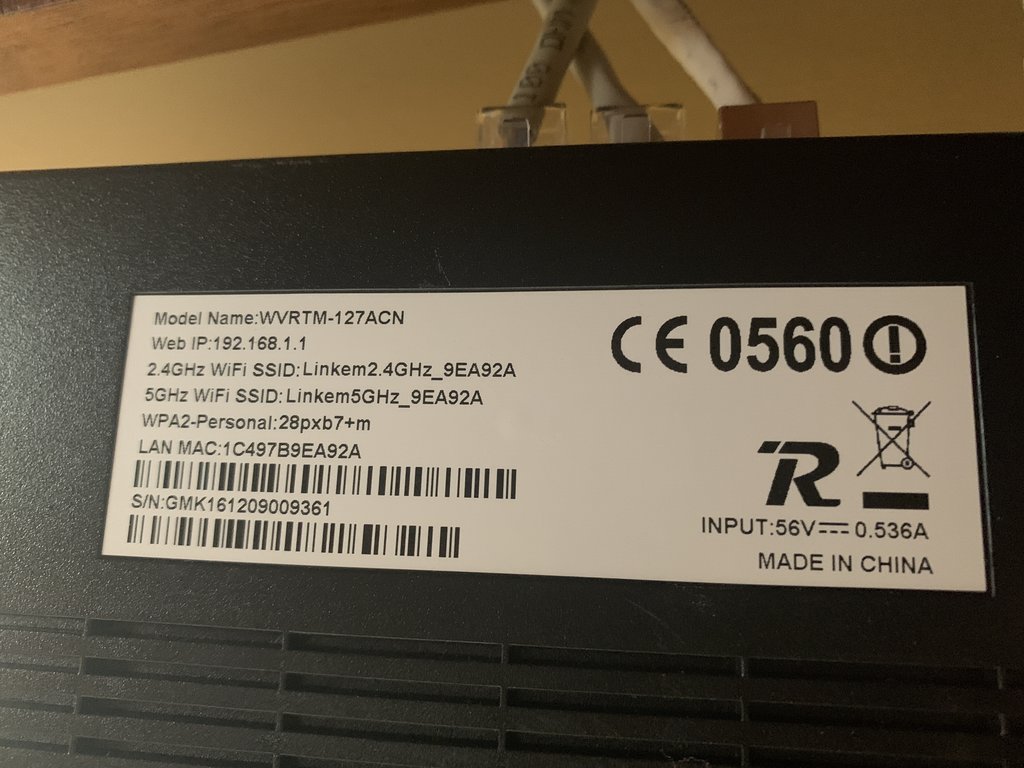 Model Name:WVRTM-127ACN
Web IP:192.168.1.1
2.4GHz WiFi SSID:Linkem2.4GHz_9EA92A
5GHz WiFi SSID:Linkem5GHz_9EA92A
WPA2-Personal:28pxb7+m
LAN MAC:1C497B9EA92A
S/N:GMK161209009361
CE 0560
R
INPUT:56V⎓0.536A
MADE IN CHINA